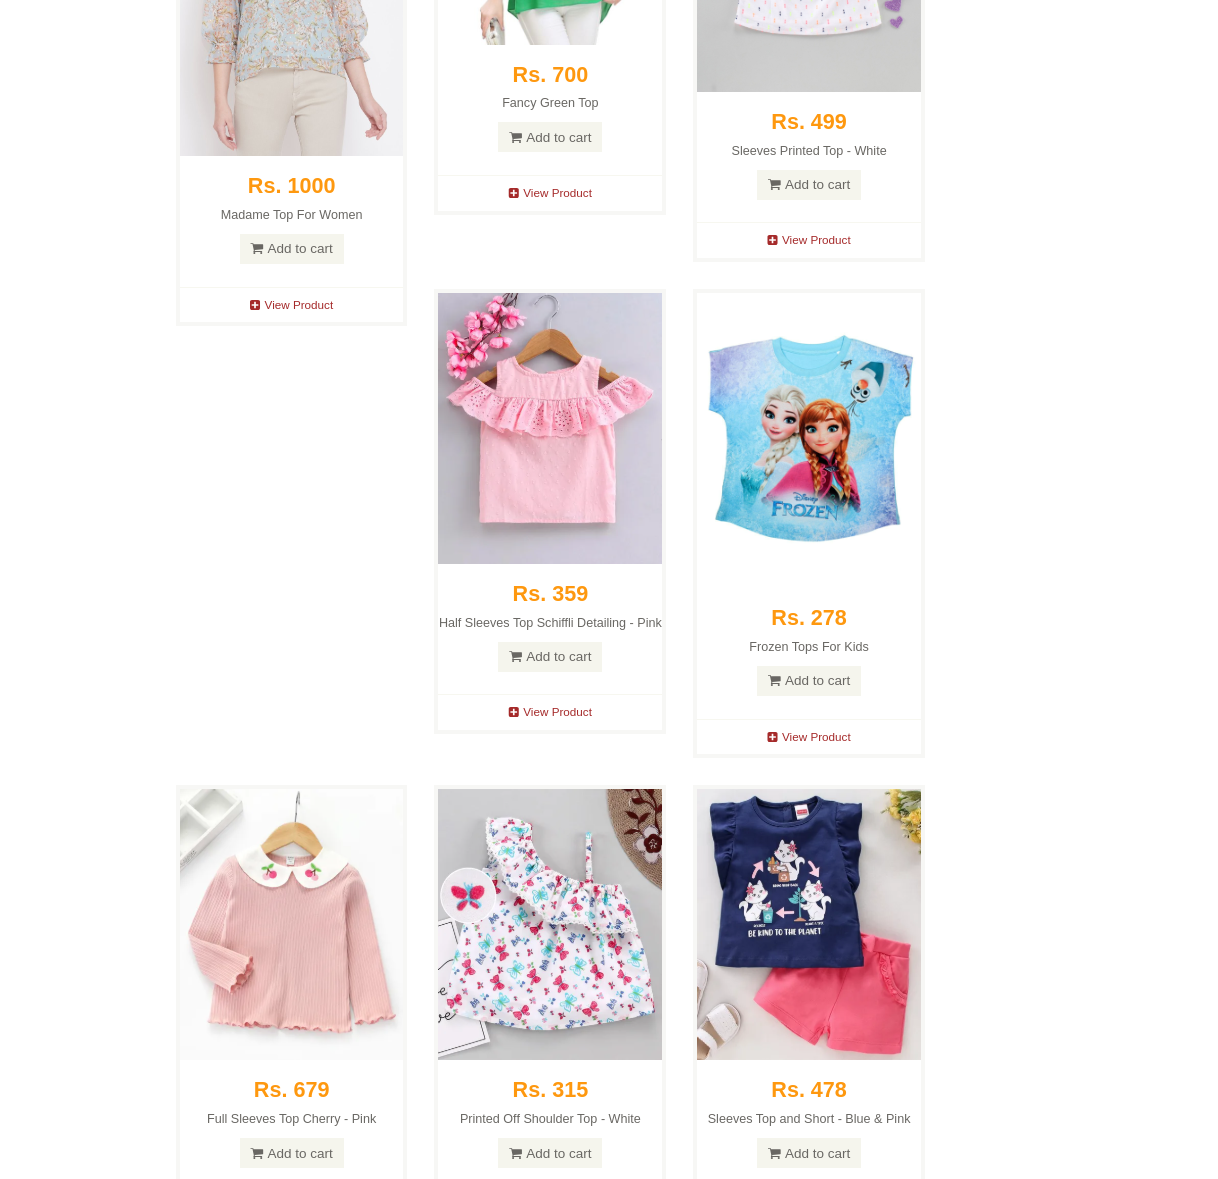 Rs. 700
Fancy Green Top
Add to cart
View Product
Rs. 499
Sleeves Printed Top - White
Add to cart
View Product
Rs. 1000
Madame Top For Women
Add to cart
View Product
Rs. 359
Half Sleeves Top Schiffli Detailing - Pink
Add to cart
View Product
Disney
FROZEN
Rs. 278
Frozen Tops For Kids
Add to cart
View Product
Rs. 679
Full Sleeves Top Cherry - Pink
Add to cart
Rs. 315
Printed Off Shoulder Top - White
Add to cart
BE KIND TO THE PLANET
Rs. 478
Sleeves Top and Short - Blue & Pink
Add to cart